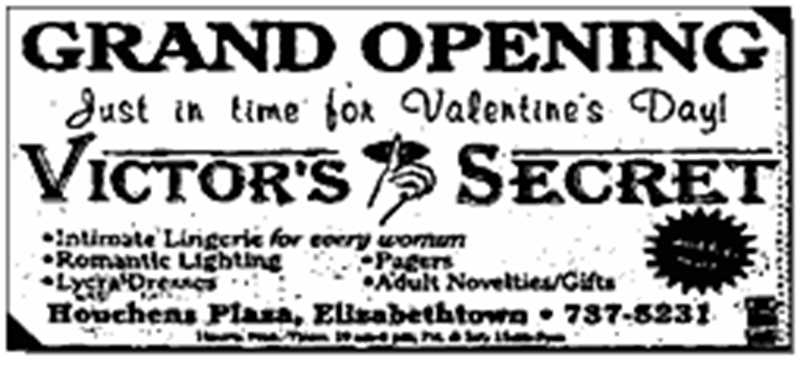 GRAND OPENING
Just in time for Valentine's Day!
VICTOR'S SECRET
•Intimate Lingerie for every woman
•Romantic Lighting •Pagers
•Lycra Dresses •Adult Novelties/Gifts
Houchens Plaza, Elizabethtown • 737-5231